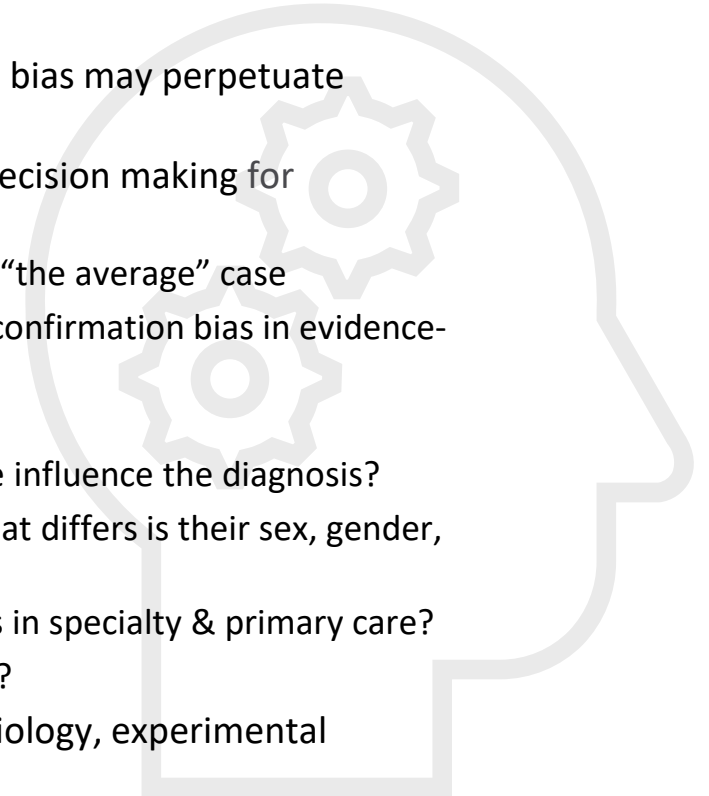 bias may perpetuate
ecision making for
“the average” case
confirmation bias in evidence-
e influence the diagnosis?
at differs is their sex, gender,
s in specialty & primary care?
?
iology, experimental